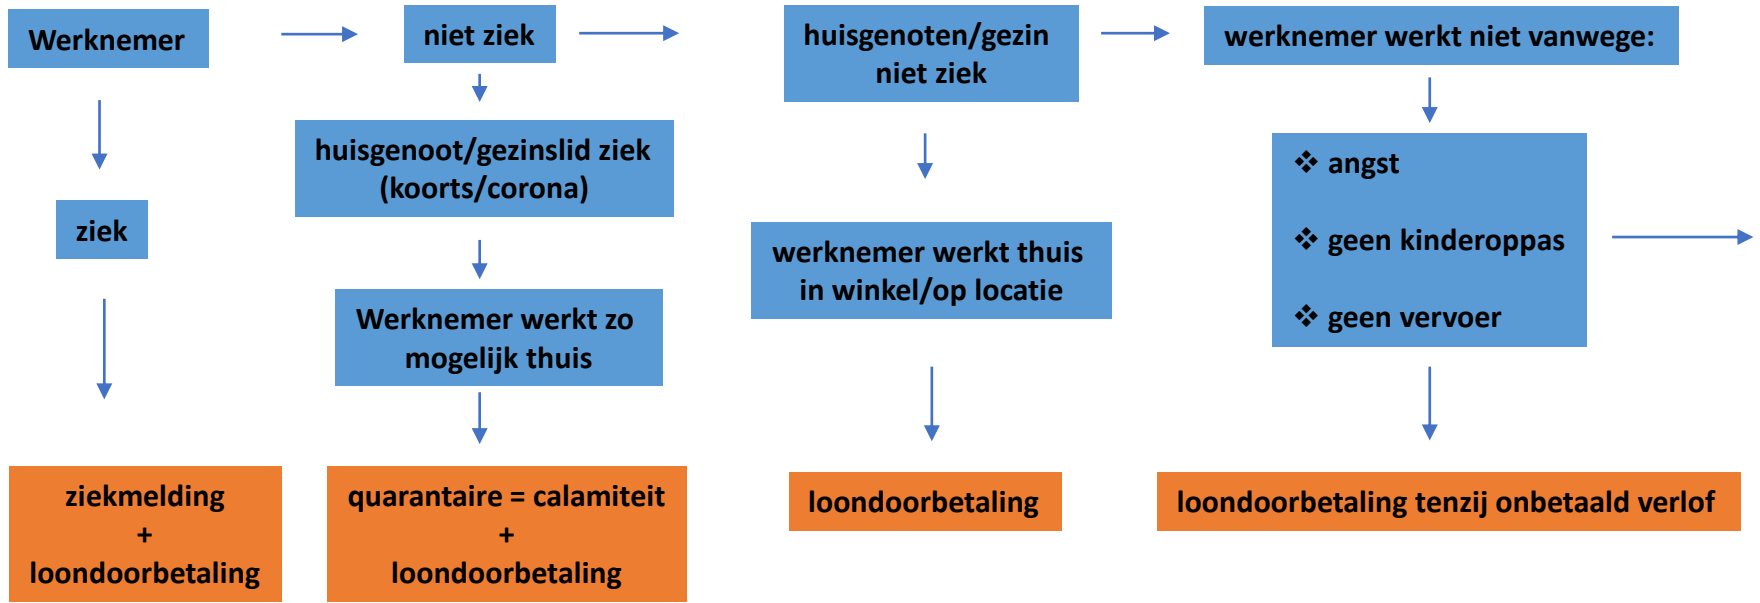 Werknemer
niet ziek
huisgenoten/gezin
niet ziek
werknemer werkt niet vanwege:
ziek
huisgenoot/gezinslid ziek
(koorts/corona)
Werknemer werkt zo
mogelijk thuis
werknemer werkt thuis
in winkel/op locatie
❖ angst
❖ geen kinderoppas
❖ geen vervoer
ziekmelding
+
loondoorbetaling
quarantaire = calamiteit
+
loondoorbetaling
loondoorbetaling
loondoorbetaling tenzij onbetaald verlof